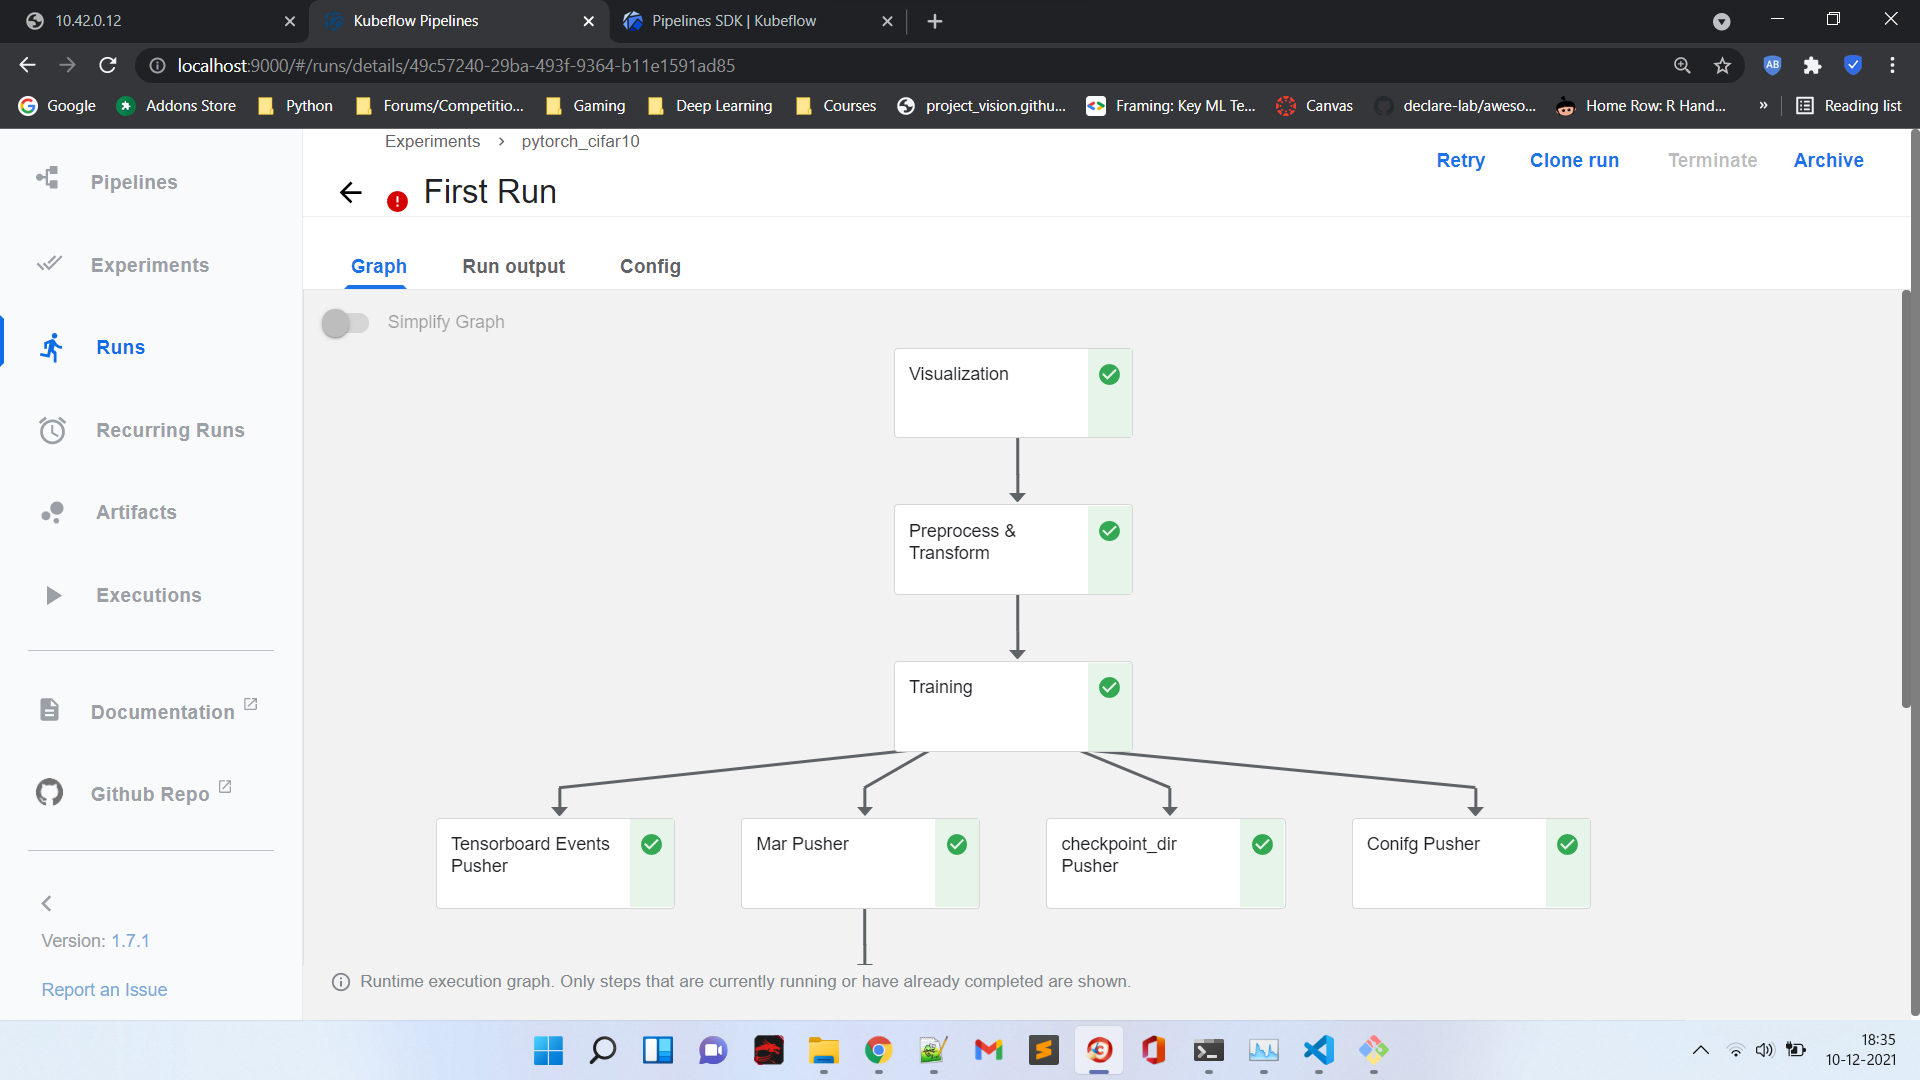 10.42.0.12
Kubeflow Pipelines
Pipelines SDK | Kubeflow
localhost:9000/#/runs/details/49c57240-29ba-493f-9364-b11e1591ad85
AB
Google
Addons Store
Python
Forums/Competitio...
Gaming
Deep Learning
Courses
project_vision.githu...
Framing: Key ML Te...
Canvas
declare-lab/aweso...
Home Row: R Hand...
»
Reading list
Pipelines
Experiments
Runs
Recurring Runs
Artifacts
Executions
Documentation
Github Repo
Version: 1.7.1
Report an Issue
Experiments > pytorch_cifar10
First Run
Retry
Clone run
Terminate
Archive
Graph
Run output
Config
Simplify Graph
Visualization
Preprocess &
Transform
Training
Tensorboard Events
Pusher
Mar Pusher
checkpoint_dir
Pusher
Conifg Pusher
Runtime execution graph. Only steps that are currently running or have already completed are shown.
18:35
10-12-2021